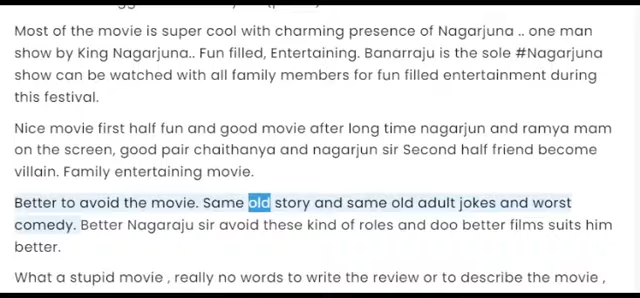 Most of the movie is super cool with charming presence of Nagarjuna .. one man
show by King Nagarjuna.. Fun filled, Entertaining. Banarraju is the sole #Nagarjuna
show can be watched with all family members for fun filled entertainment during
this festival.
Nice movie first half fun and good movie after long time nagarjun and ramya mam
on the screen, good pair chaithanya and nagarjun sir Second half friend become
villain. Family entertaining movie.
Better to avoid the movie. Same old story and same old adult jokes and worst
comedy. Better Nagaraju sir avoid these kind of roles and doo better films suits him
better.
What a stupid movie , really no words to write the review or to describe the movie ,